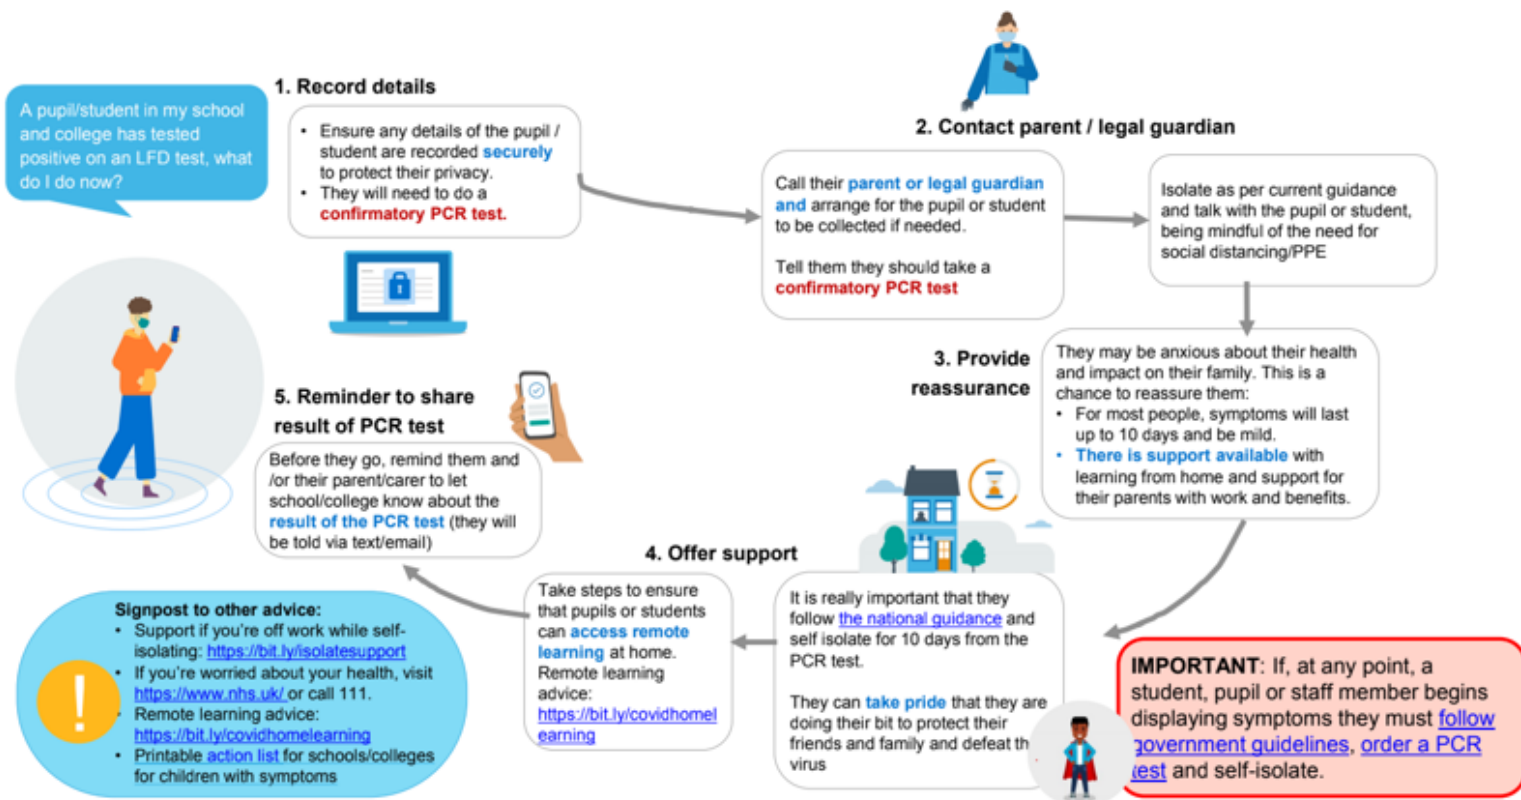 A pupil/student in my school
and college has tested
positive on an LFD test, what
do I do now?
1. Record details
• Ensure any details of the pupil /
student are recorded securely
to protect their privacy.
• They will need to do a
confirmatory PCR test.
2. Contact parent / legal guardian
Call their parent or legal guardian
and arrange for the pupil or student
to be collected if needed.
Tell them they should take a
confirmatory PCR test
Isolate as per current guidance
and talk with the pupil or student,
being mindful of the need for
social distancing/PPE
3. Provide
reassurance
They may be anxious about their health
and impact on their family. This is a
chance to reassure them:
• For most people, symptoms will last
up to 10 days and be mild.
• There is support available with
learning from home and support for
their parents with work and benefits.
4. Offer support
It is really important that they
follow the national guidance and
self isolate for 10 days from the
PCR test.
They can take pride that they are
doing their bit to protect their
friends and family and defeat th
virus
Take steps to ensure
that pupils or students
can access remote
learning at home.
Remote learning
advice:
https://bit.ly/covidhomel
earning
5. Reminder to share
result of PCR test
Before they go, remind them and
/or their parent/carer to let
school/college know about the
result of the PCR test (they will
be told via text/email)
Signpost to other advice:
• Support if you're off work while self-
isolating: https://bit.ly/isolatesupport
• If you're worried about your health, visit
https://www.nhs.uk/ or call 111.
• Remote learning advice:
https://bit.ly/covidhomelearning
• Printable action list for schools/colleges
for children with symptoms
!
IMPORTANT: If, at any point, a
student, pupil or staff member begins
displaying symptoms they must follow
government guidelines, order a PCR
test and self-isolate.